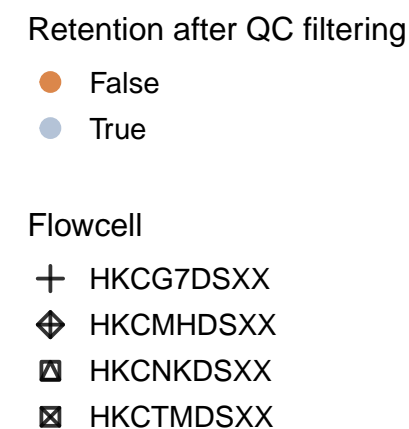 Retention after QC filtering
False
True
Flowcell
HKCG7DSXX
HKCMHDSXX
HKCNKDSXX
HKCTMDSXX